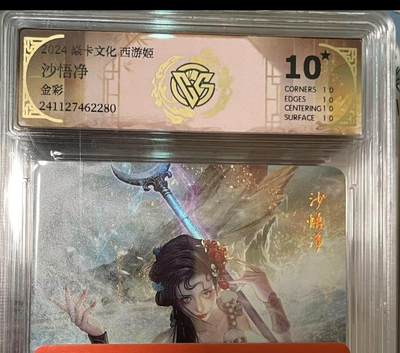 2024 焱卡文化 西游姬
沙悟净
金彩
241127462280
10★
CORNERS 10
EDGES 10
CENTERING 10
SURFACE 10
沙悟净